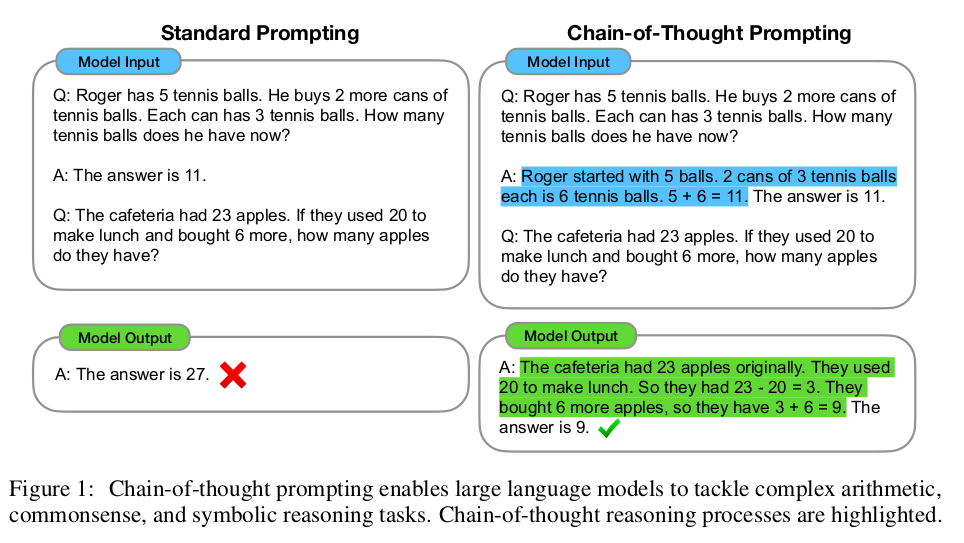 Standard Prompting
Model Input
Q: Roger has 5 tennis balls. He buys 2 more cans of
tennis balls. Each can has 3 tennis balls. How many
tennis balls does he have now?
A: The answer is 11.
Q: The cafeteria had 23 apples. If they used 20 to
make lunch and bought 6 more, how many apples
do they have?
Model Output
A: The answer is 27.
Chain-of-Thought Prompting
Model Input
Q: Roger has 5 tennis balls. He buys 2 more cans of
tennis balls. Each can has 3 tennis balls. How many
tennis balls does he have now?
A: Roger started with 5 balls. 2 cans of 3 tennis balls
each is 6 tennis balls. 5 + 6 = 11. The answer is 11.
Q: The cafeteria had 23 apples. If they used 20 to
make lunch and bought 6 more, how many apples
do they have?
Model Output
A: The cafeteria had 23 apples originally. They used
20 to make lunch. So they had 23 - 20 = 3. They
bought 6 more apples, so they have 3 + 6 = 9. The
answer is 9.
Figure 1: Chain-of-thought prompting enables large language models to tackle complex arithmetic,
commonsense, and symbolic reasoning tasks. Chain-of-thought reasoning processes are highlighted.